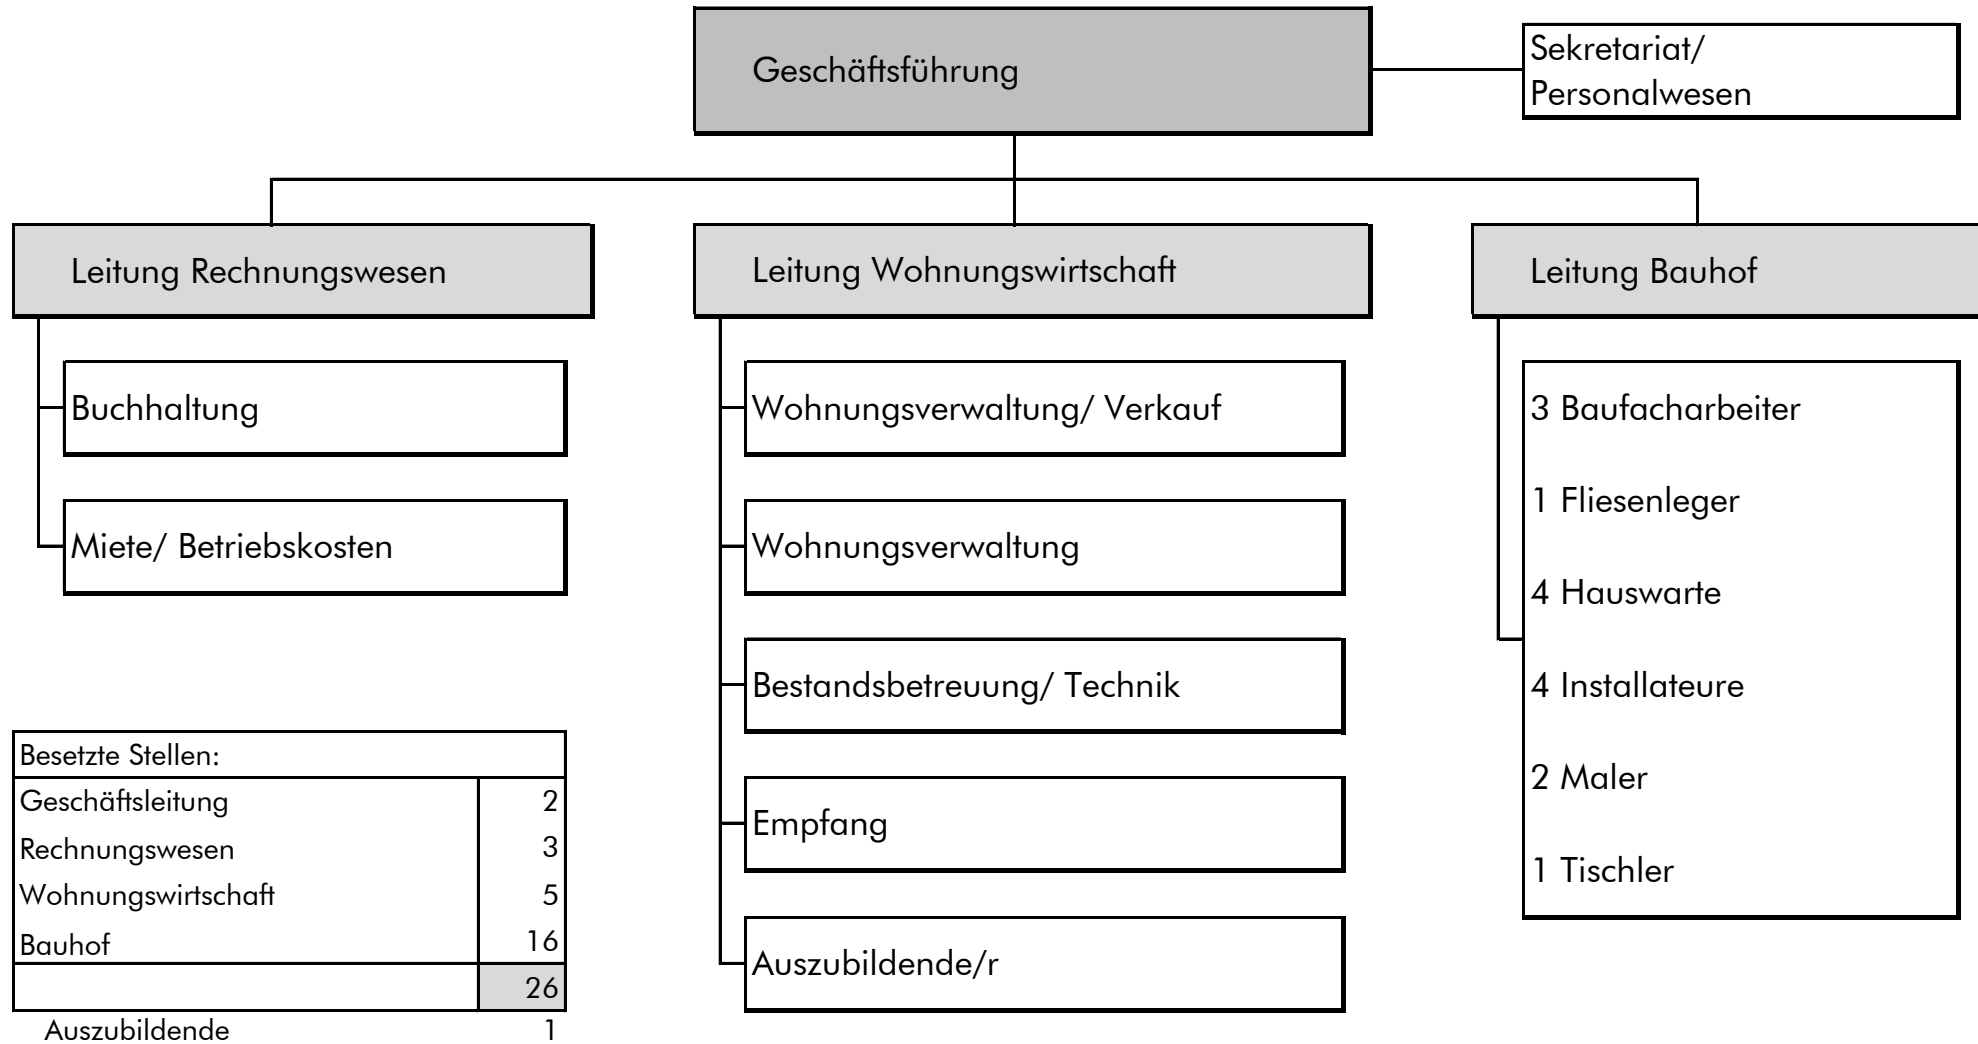 Geschäftsführung
Sekretariat/
Personalwesen
Leitung Rechnungswesen
Leitung Wohnungswirtschaft
Leitung Bauhof
Buchhaltung
Miete/ Betriebskosten
Wohnungsverwaltung/ Verkauf
Wohnungsverwaltung
Bestandsbetreuung/ Technik
Empfang
Auszubildende/r
3 Baufacharbeiter
1 Fliesenleger
4 Hauswarte
4 Installateure
2 Maler
1 Tischler
Besetzte Stellen:
Geschäftsleitung 2
Rechnungswesen 3
Wohnungswirtschaft 5
Bauhof 16
26
Auszubildende 1